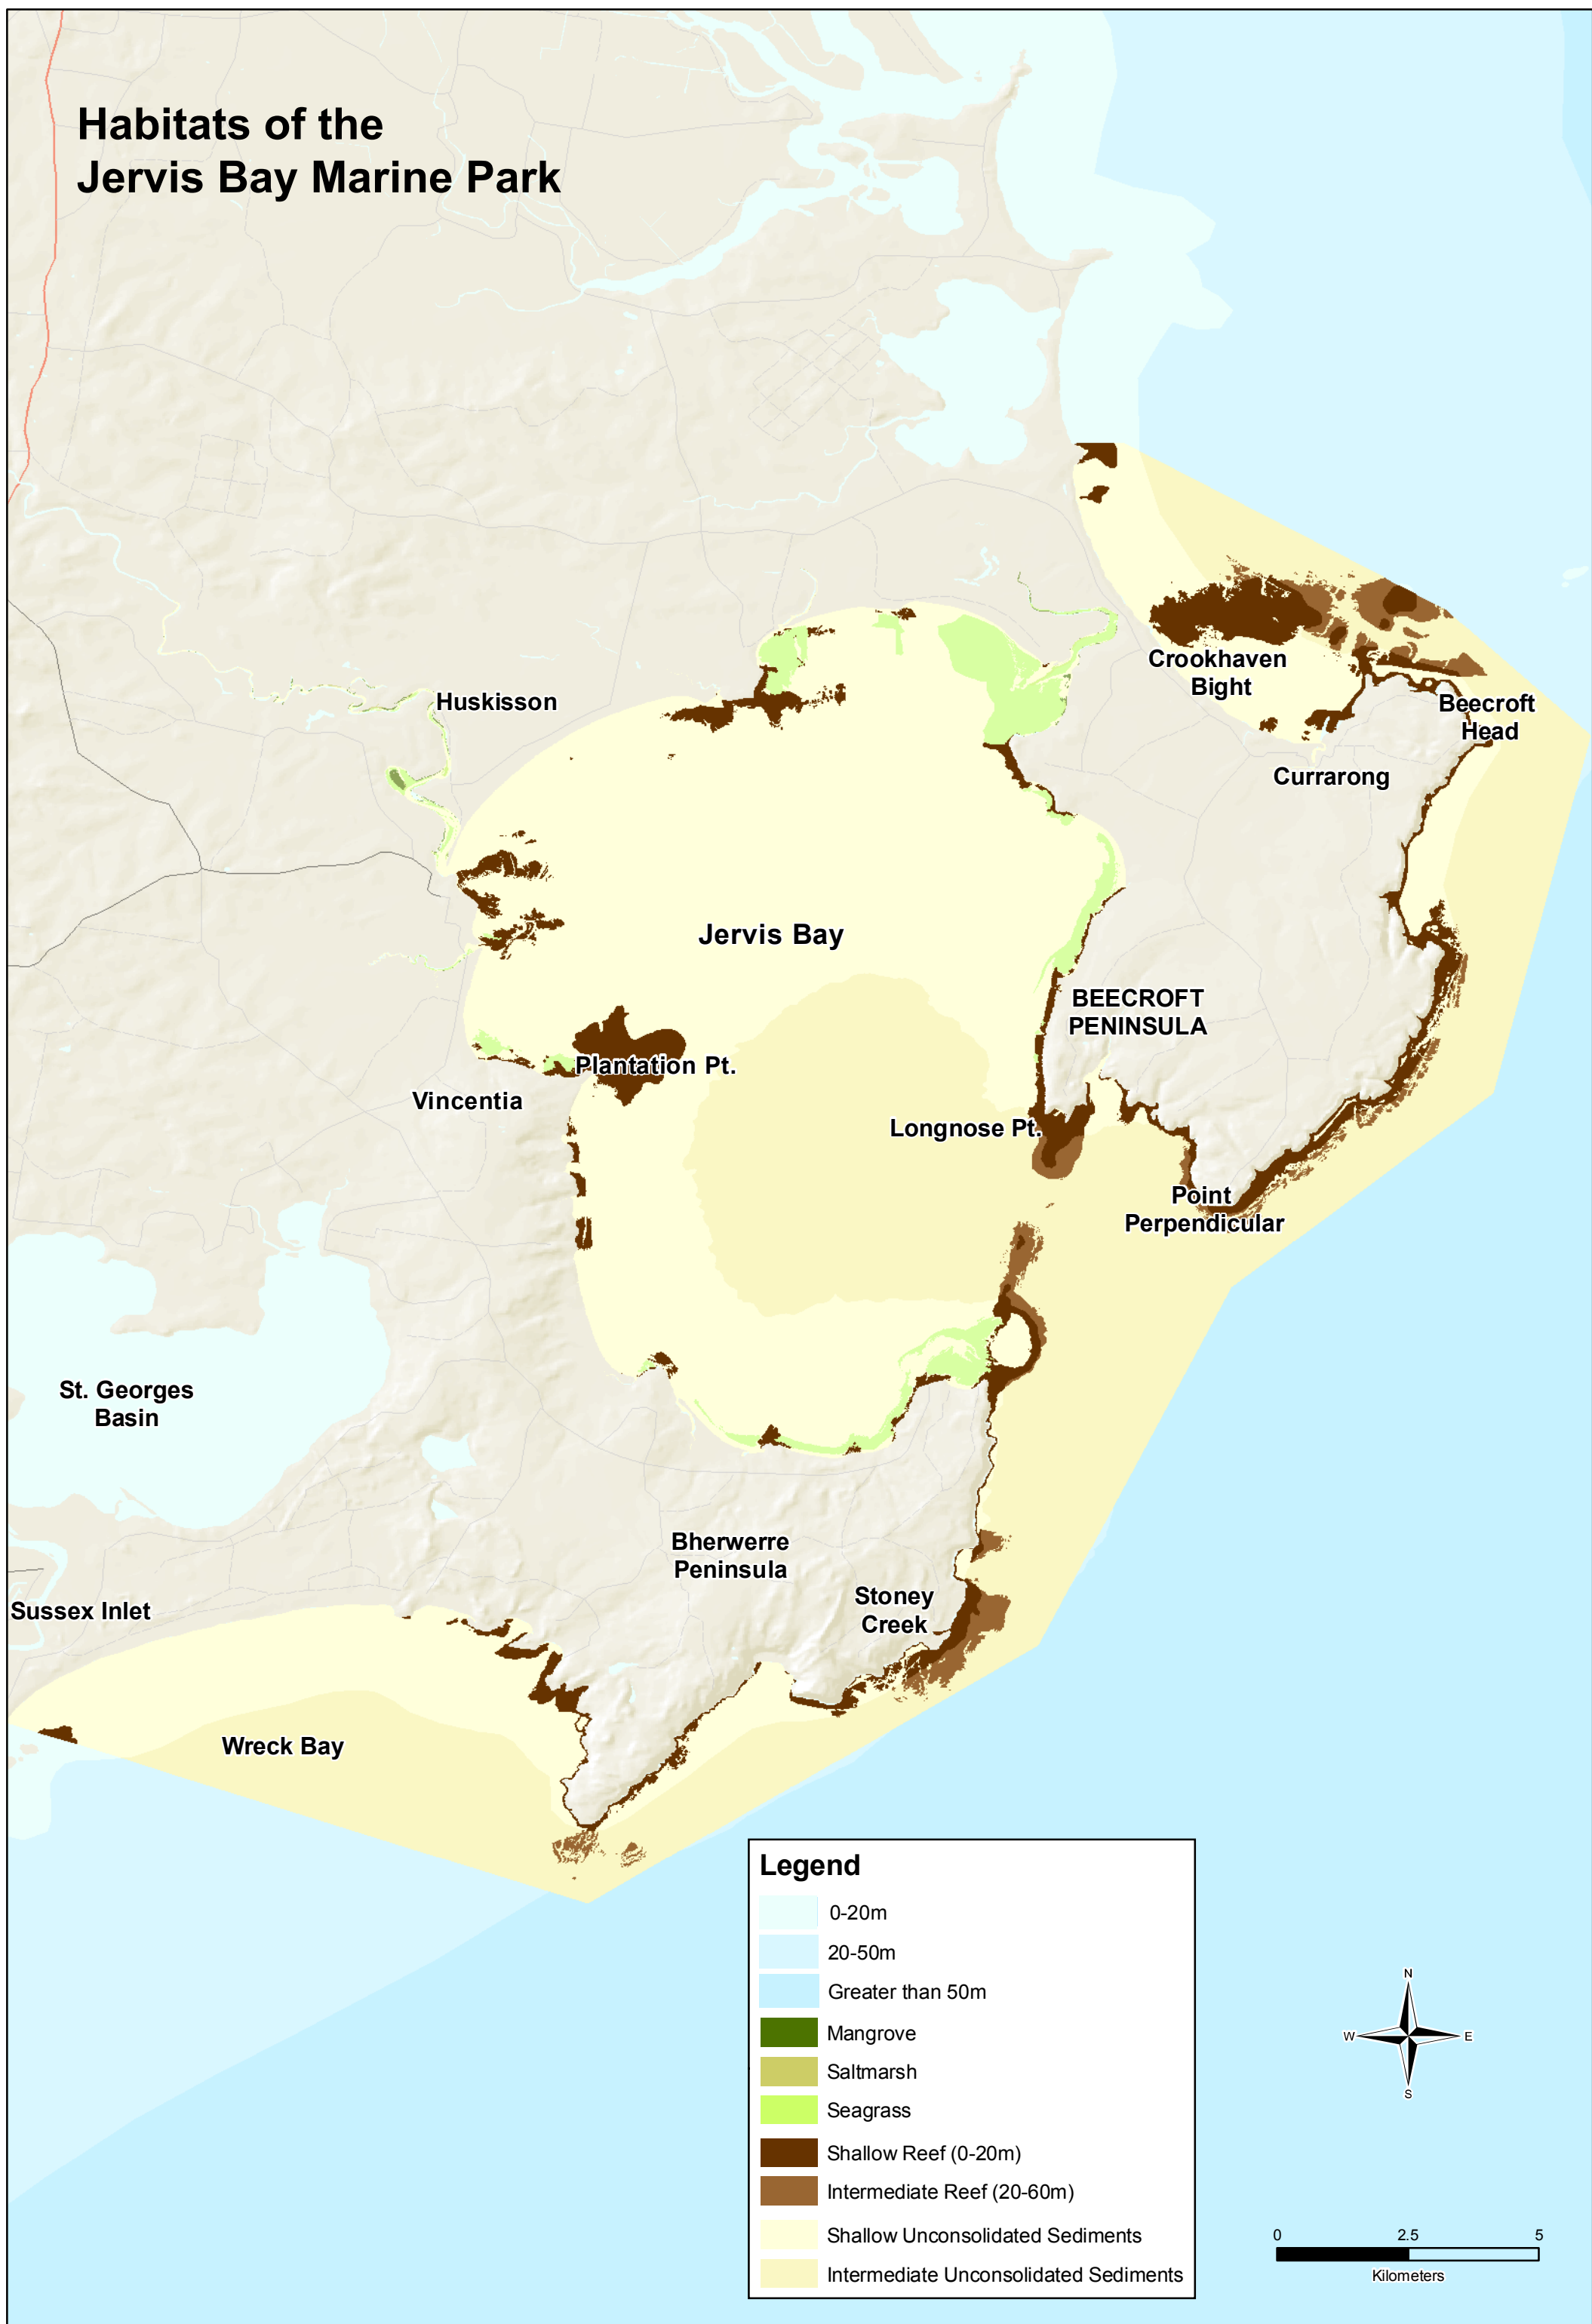 Habitats of the
Jervis Bay Marine Park
Huskisson
Crookhaven
Bight
Beecroft
Head
Currarong
Jervis Bay
BEECROFT
PENINSULA
Plantation Pt.
Vincentia
Longnose Pt.
Point
Perpendicular
St. Georges
Basin
Bherwerre
Peninsula
Stoney
Creek
Sussex Inlet
Wreck Bay
Legend
0-20m
20-50m
Greater than 50m
Mangrove
Saltmarsh
Seagrass
Shallow Reef (0-20m)
Intermediate Reef (20-60m)
Shallow Unconsolidated Sediments
Intermediate Unconsolidated Sediments
N
W E
S
0 2.5 5
Kilometers